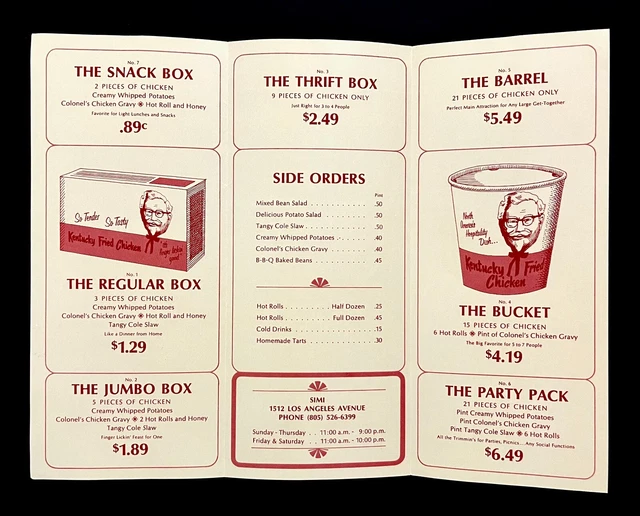 No. 7
THE SNACK BOX
2 PIECES OF CHICKEN
Creamy Whipped Potatoes
Colonel's Chicken Gravy ❋ Hot Roll and Honey
Favorite for Light Lunches and Snacks
.89c
So Tender So Tasty
Kentucky Fried Chicken
"It's finger lickin' good"
No. 1
THE REGULAR BOX
3 PIECES OF CHICKEN
Creamy Whipped Potatoes
Colonel's Chicken Gravy ❋ Hot Roll and Honey
Tangy Cole Slaw
Like a Dinner from Home
$1.29
No. 2
THE JUMBO BOX
5 PIECES OF CHICKEN
Creamy Whipped Potatoes
Colonel's Chicken Gravy ❋ 2 Hot Rolls and Honey
Tangy Cole Slaw
Finger Lickin' Feast for One
$1.89
No. 3
THE THRIFT BOX
9 PIECES OF CHICKEN ONLY
Just Right for 3 to 4 People
$2.49
SIDE ORDERS
Pint
Mixed Bean Salad .50
Delicious Potato Salad .50
Tangy Cole Slaw .50
Creamy Whipped Potatoes .40
Colonel's Chicken Gravy .40
B-B-Q Baked Beans .45
Hot Rolls . . . . . . . . . Half Dozen .25
Hot Rolls . . . . . . . . . Full Dozen .45
Cold Drinks .15
Homemade Tarts .30
SIMI
1512 LOS ANGELES AVENUE
PHONE (805) 526-6399
Sunday - Thursday . . 11:00 a.m. - 9:00 p.m.
Friday & Saturday . . 11:00 a.m. - 10:00 p.m.
No. 5
THE BARREL
21 PIECES OF CHICKEN ONLY
Perfect Main Attraction for Any Large Get-Together
$5.49
North
America's
Hospitality
Dish...
Kentucky Fried
Chicken
No. 4
THE BUCKET
15 PIECES OF CHICKEN
6 Hot Rolls ❋ Pint of Colonel's Chicken Gravy
The Big Favorite for 5 to 7 People
$4.19
No. 6
THE PARTY PACK
21 PIECES OF CHICKEN
Pint Creamy Whipped Potatoes
Pint Colonel's Chicken Gravy
Pint Tangy Cole Slaw ❋ 6 Hot Rolls
All the Trimmin's for Parties, Picnics... Any Social Functions
$6.49